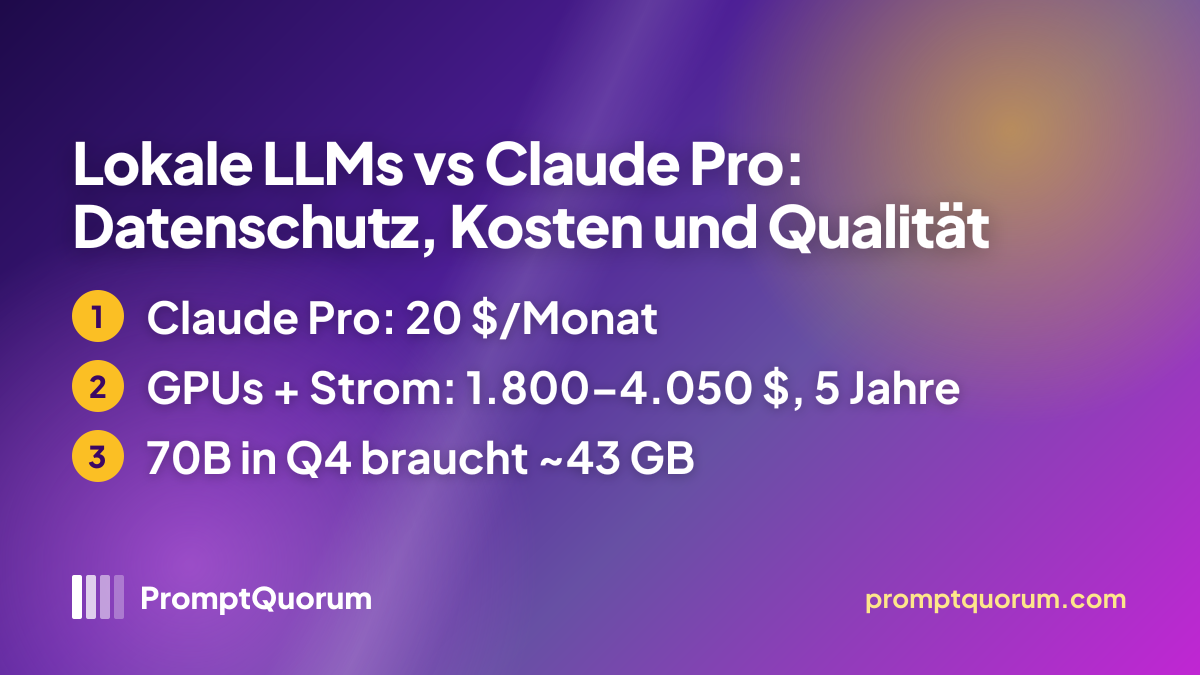 Lokale LLMs vs Claude Pro:
Datenschutz, Kosten und Qualität
1 Claude Pro: 20 $/Monat
2 GPUs + Strom: 1.800–4.050 $, 5 Jahre
3 70B in Q4 braucht ~43 GB
PromptQuorum
promptquorum.com